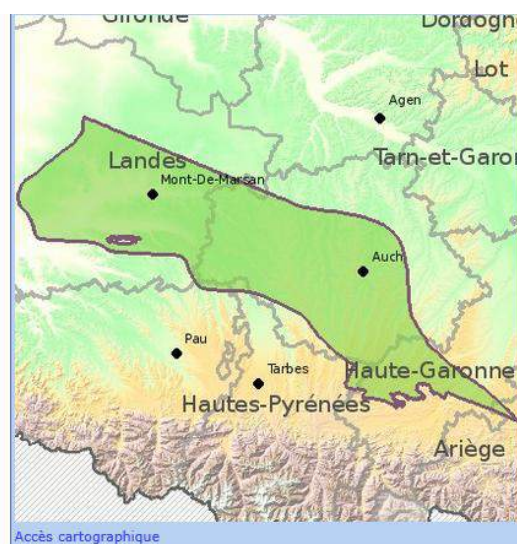 Gironde
Dordogn
Lot
Agen
Tarn-et-Garon
Landes
Mont-De-Marsan
Auch
Pau
Tarbes
Haute-Garonne
Hautes-Pyrénées
Ariège
Accès cartographique